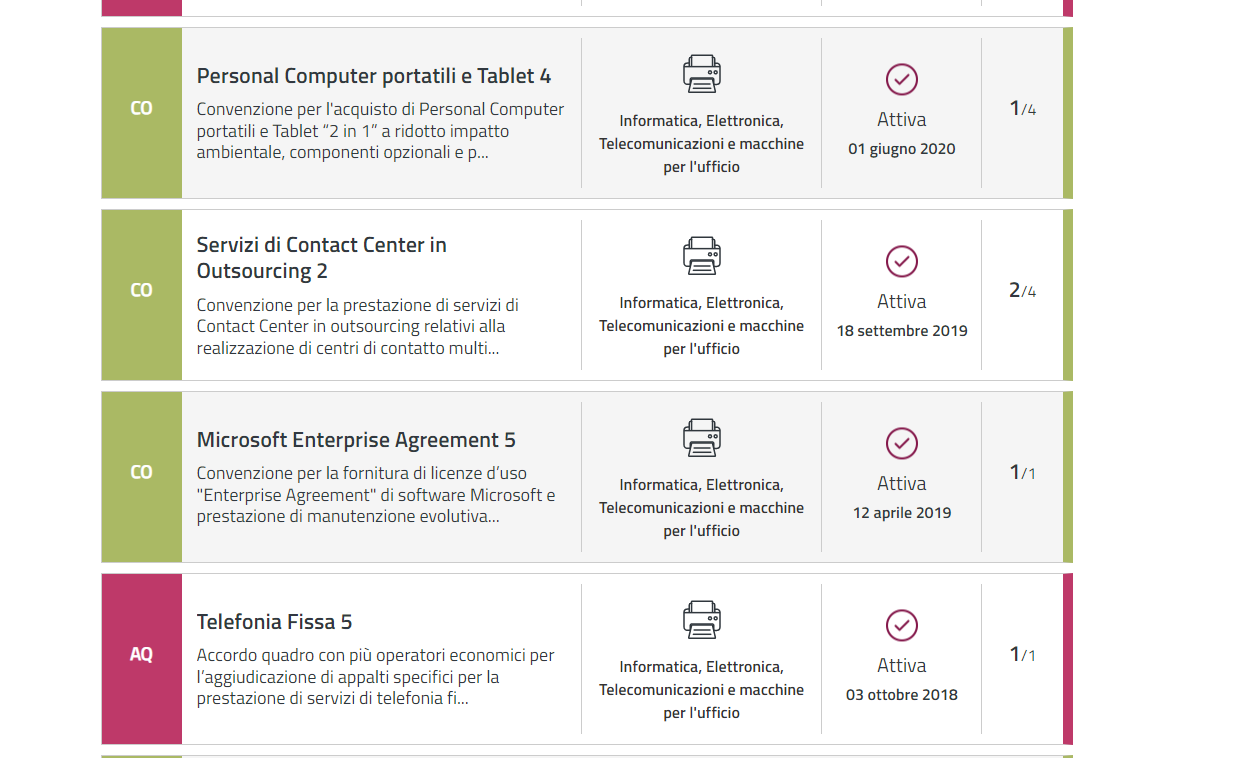 CO
Personal Computer portatili e Tablet 4
Convenzione per l'acquisto di Personal Computer
portatili e Tablet “2 in 1” a ridotto impatto
ambientale, componenti opzionali e p...
Informatica, Elettronica,
Telecomunicazioni e macchine
per l'ufficio
Attiva
01 giugno 2020
1/4
CO
Servizi di Contact Center in
Outsourcing 2
Convenzione per la prestazione di servizi di
Contact Center in outsourcing relativi alla
realizzazione di centri di contatto multi...
Informatica, Elettronica,
Telecomunicazioni e macchine
per l'ufficio
Attiva
18 settembre 2019
2/4
CO
Microsoft Enterprise Agreement 5
Convenzione per la fornitura di licenze d’uso
"Enterprise Agreement" di software Microsoft e
prestazione di manutenzione evolutiva...
Informatica, Elettronica,
Telecomunicazioni e macchine
per l'ufficio
Attiva
12 aprile 2019
1/1
AQ
Telefonia Fissa 5
Accordo quadro con più operatori economici per
l’aggiudicazione di appalti specifici per la
prestazione di servizi di telefonia fi...
Informatica, Elettronica,
Telecomunicazioni e macchine
per l'ufficio
Attiva
03 ottobre 2018
1/1